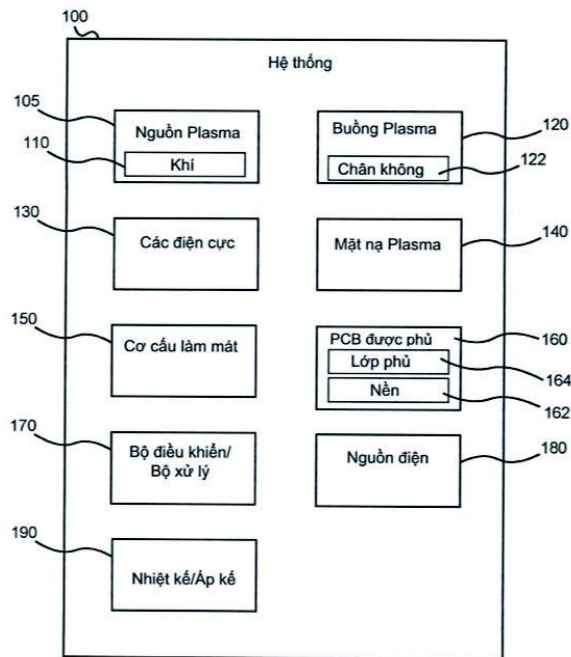 100
Hệ thống
105
Nguồn Plasma
110
Khí
Buồng Plasma
120
Chân không
122
130
Các điện cực
Mặt nạ Plasma
140
150
Cơ cấu làm mát
PCB được phủ
160
Lớp phủ
164
Nền
162
170
Bộ điều khiển/
Bộ xử lý
Nguồn điện
180
190
Nhiệt kế/Áp kế